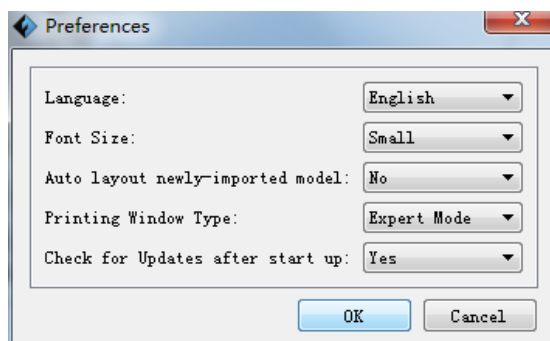 Preferences
Language: English
Font Size: Small
Auto layout newly-imported model: No
Printing Window Type: Expert Mode
Check for Updates after start up: Yes
OK Cancel